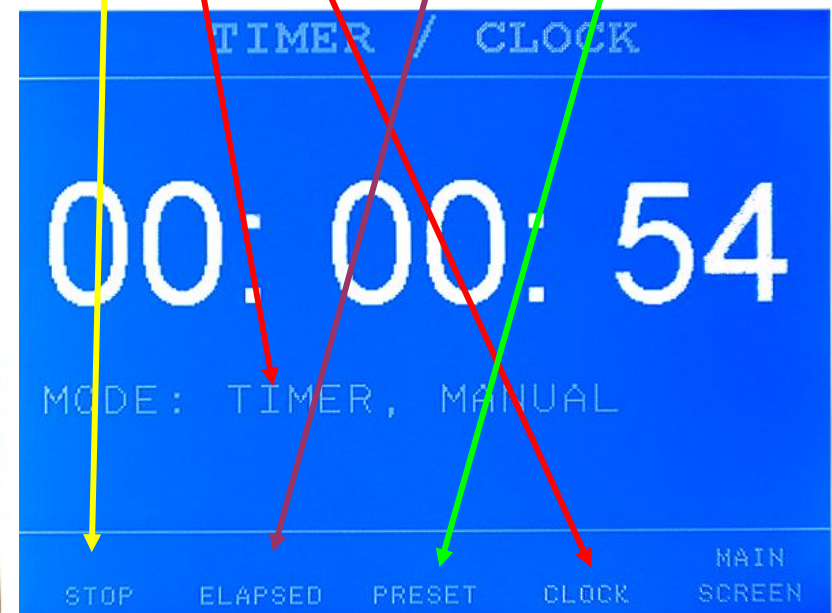 TIMER / CLOCK
00: 00: 54
MODE: TIMER, MANUAL
MAIN
STOP ELAPSED PRESET CLOCK SCREEN